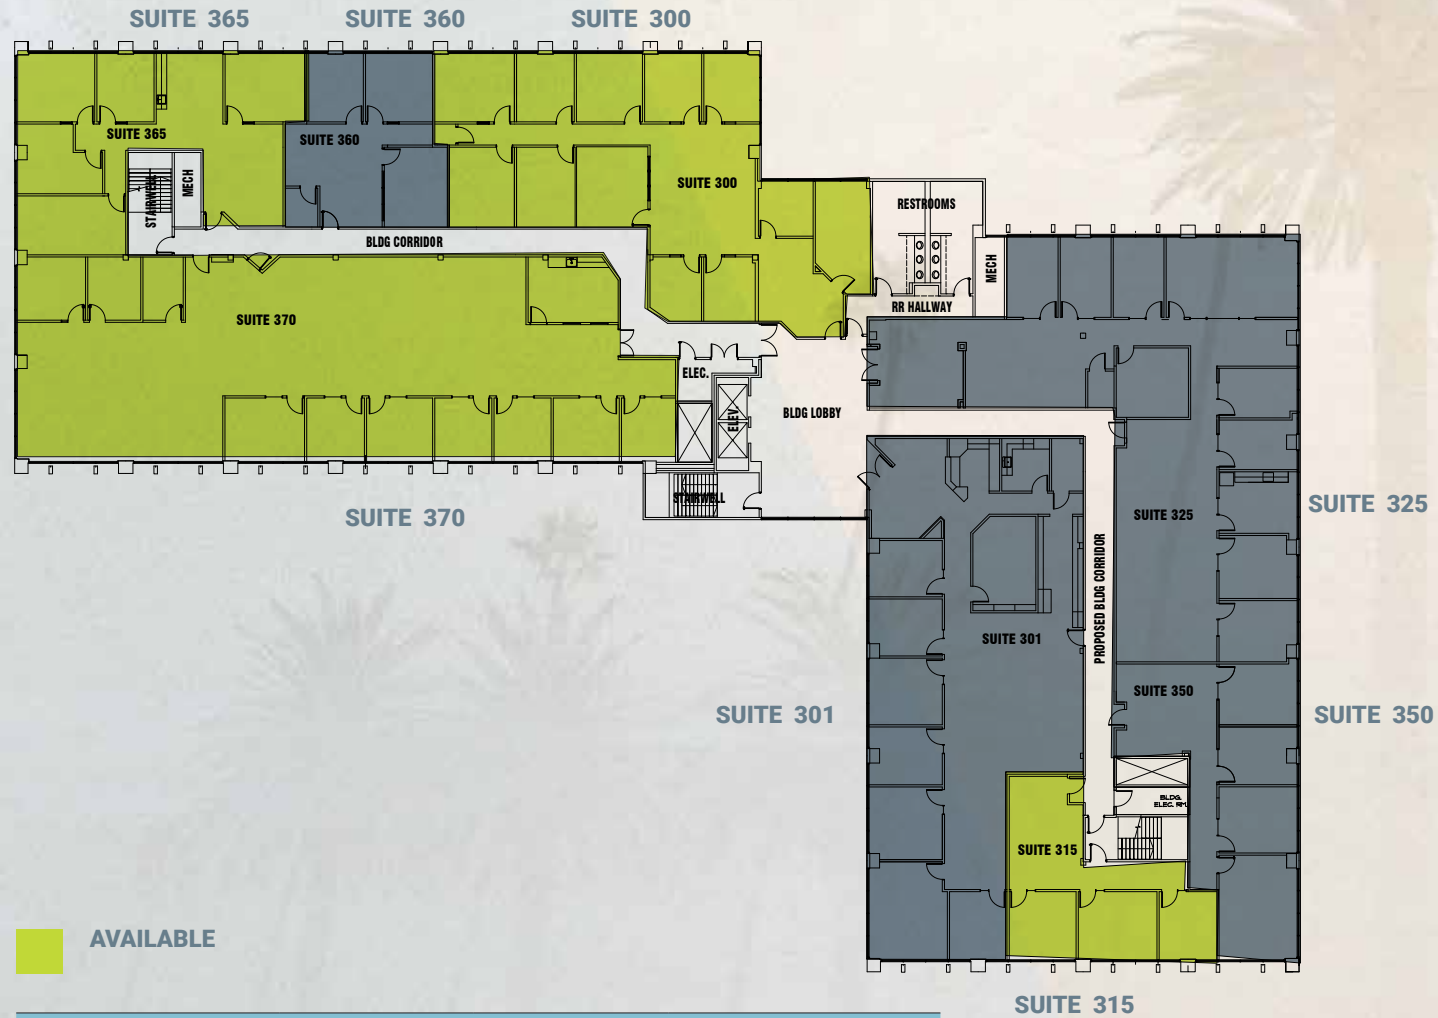 SUITE 365
SUITE 360
SUITE 300
SUITE 365
SUITE 360
STAIRWELL
MECH
SUITE 300
RESTROOMS
BLDG CORRIDOR
MECH
RR HALLWAY
SUITE 370
ELEC.
ELEV.
BLDG LOBBY
STAIRWELL
SUITE 370
SUITE 325
SUITE 325
PROPOSED BLDG CORRIDOR
SUITE 301
SUITE 350
SUITE 301
SUITE 350
BLDG.
ELEC. RM.
SUITE 315
AVAILABLE
SUITE 315